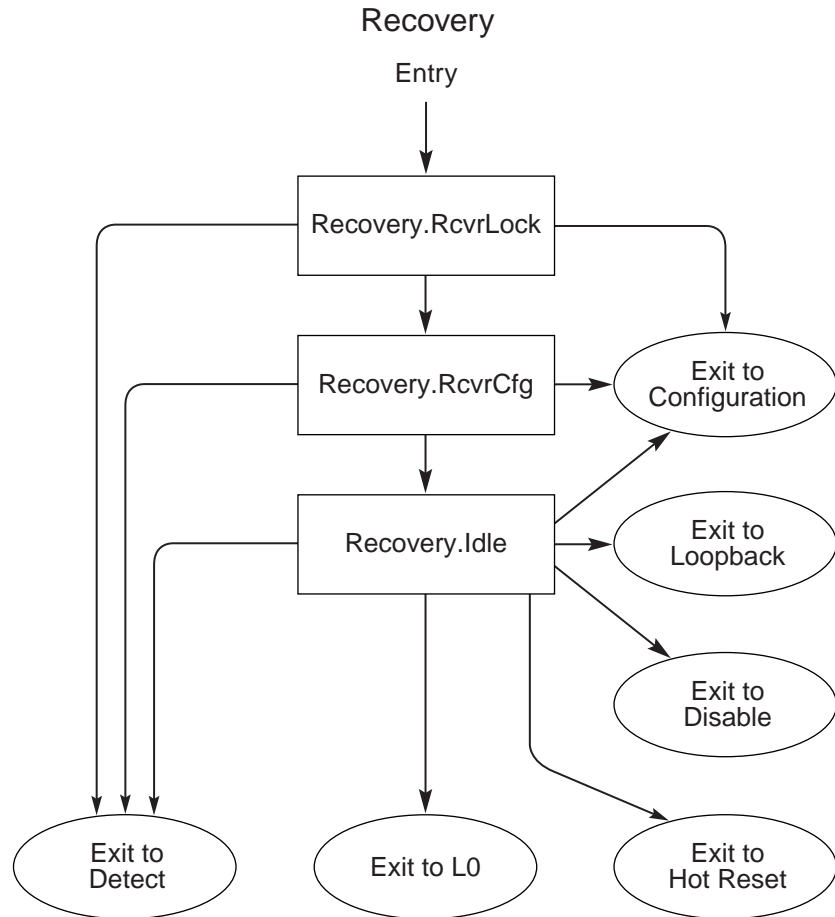 Recovery
Entry
Recovery.RcvrLock
Recovery.RcvrCfg
Exit to
Configuration
Recovery.Idle
Exit to
Loopback
Exit to
Disable
Exit to
Detect
Exit to L0
Exit to
Hot Reset